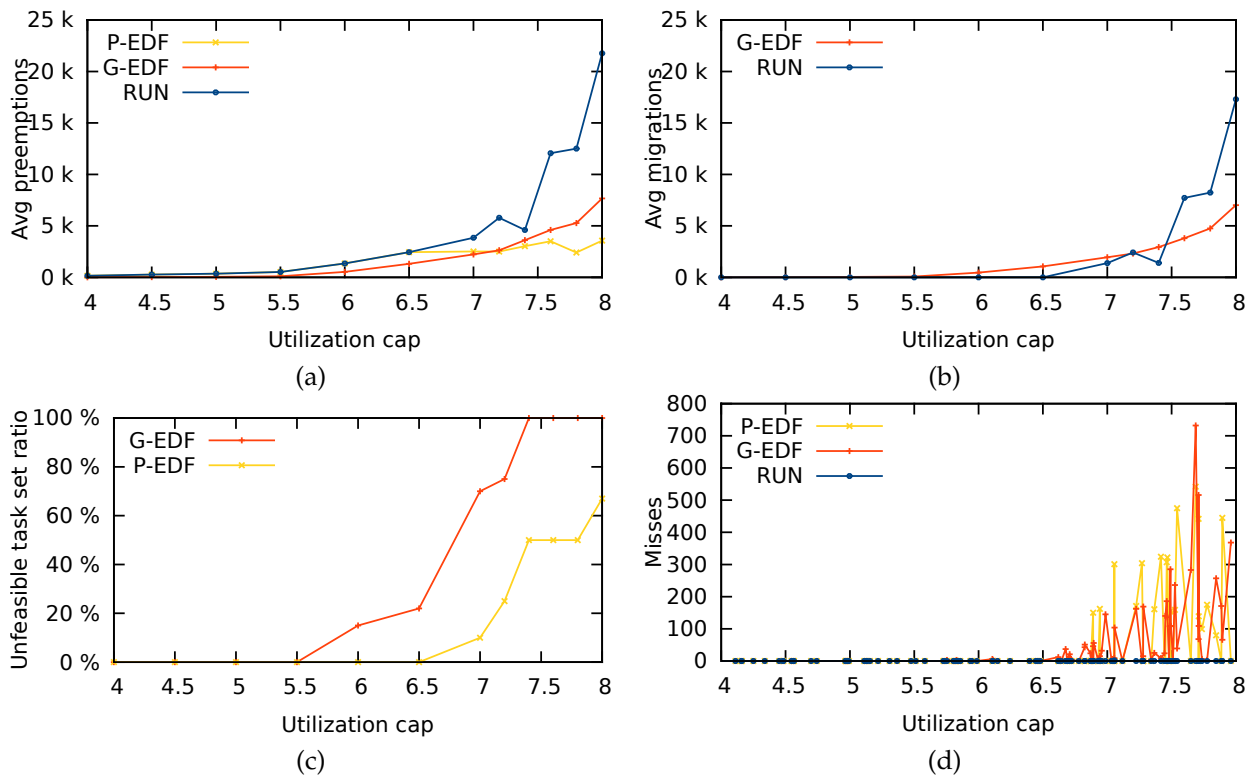 25 k
20 k
15 k
10 k
5 k
0 k
Avg preemptions
P-EDF
G-EDF
RUN
4 4.5 5 5.5 6 6.5 7 7.5 8
Utilization cap
(a)
25 k
20 k
15 k
10 k
5 k
0 k
Avg migrations
G-EDF
RUN
4 4.5 5 5.5 6 6.5 7 7.5 8
Utilization cap
(b)
100 %
80 %
60 %
40 %
20 %
0 %
Unfeasible task set ratio
G-EDF
P-EDF
4 4.5 5 5.5 6 6.5 7 7.5 8
Utilization cap
(c)
800
700
600
500
400
300
200
100
0
Misses
P-EDF
G-EDF
RUN
4 4.5 5 5.5 6 6.5 7 7.5 8
Utilization cap
(d)